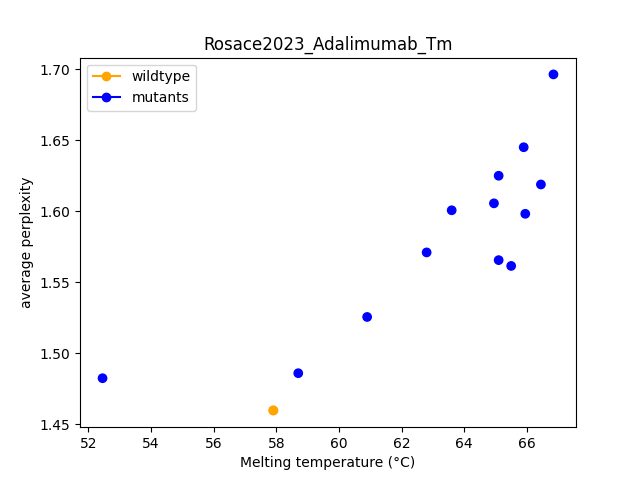 Rosace2023_Adalimumab_Tm
wildtype
mutants
1.70
1.65
1.60
1.55
1.50
1.45
average perplexity
52
54
56
58
60
62
64
66
Melting temperature (°C)